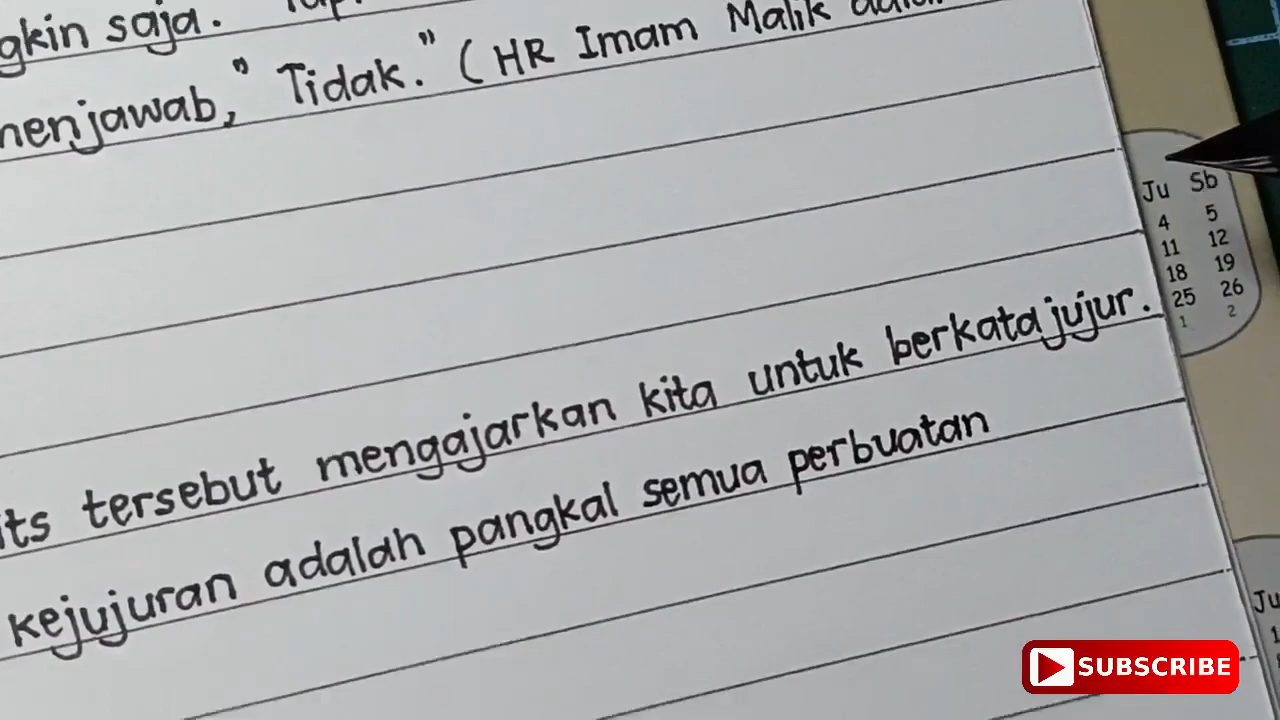 gkin saja.
menjawab," Tidak." (HR Imam Malik
tersebut mengajarkan kita untuk berkata jujur.
kejujuran adalah pangkal semua perbuatan
Ju Sb
4 5
11 12
18 19
25 26
1 2
Ju
SUBSCRIBE